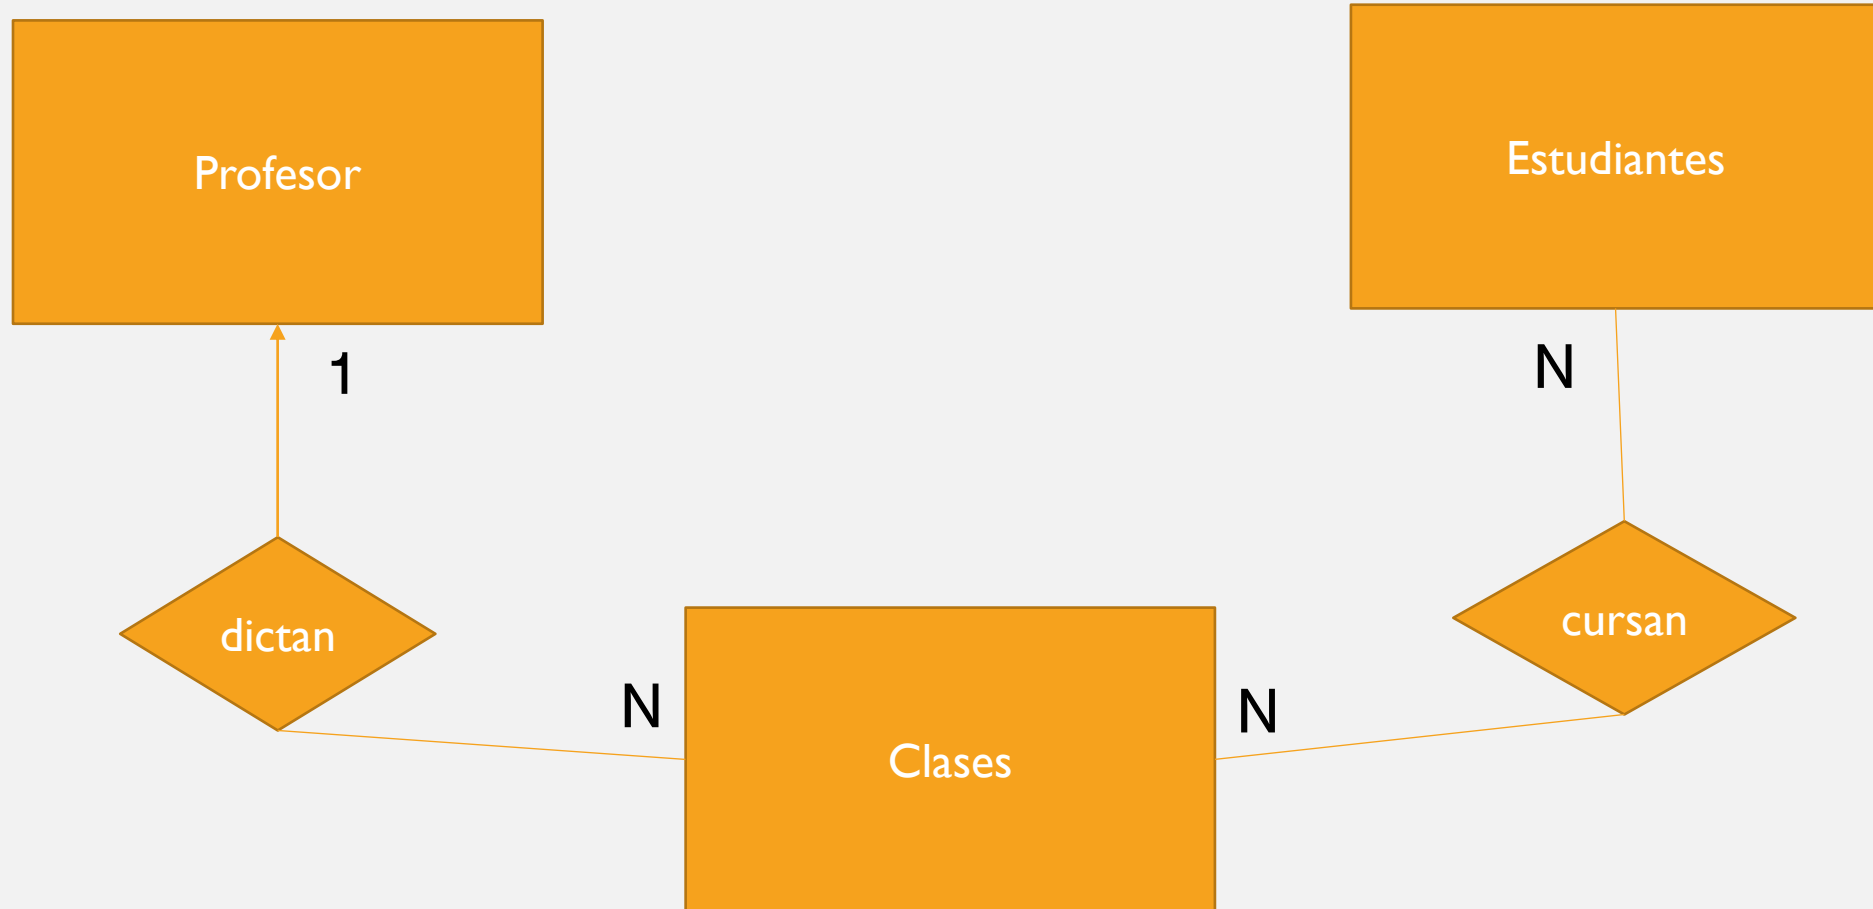 Profesor
Estudiantes
1
N
dictan
cursan
N
N
Clases